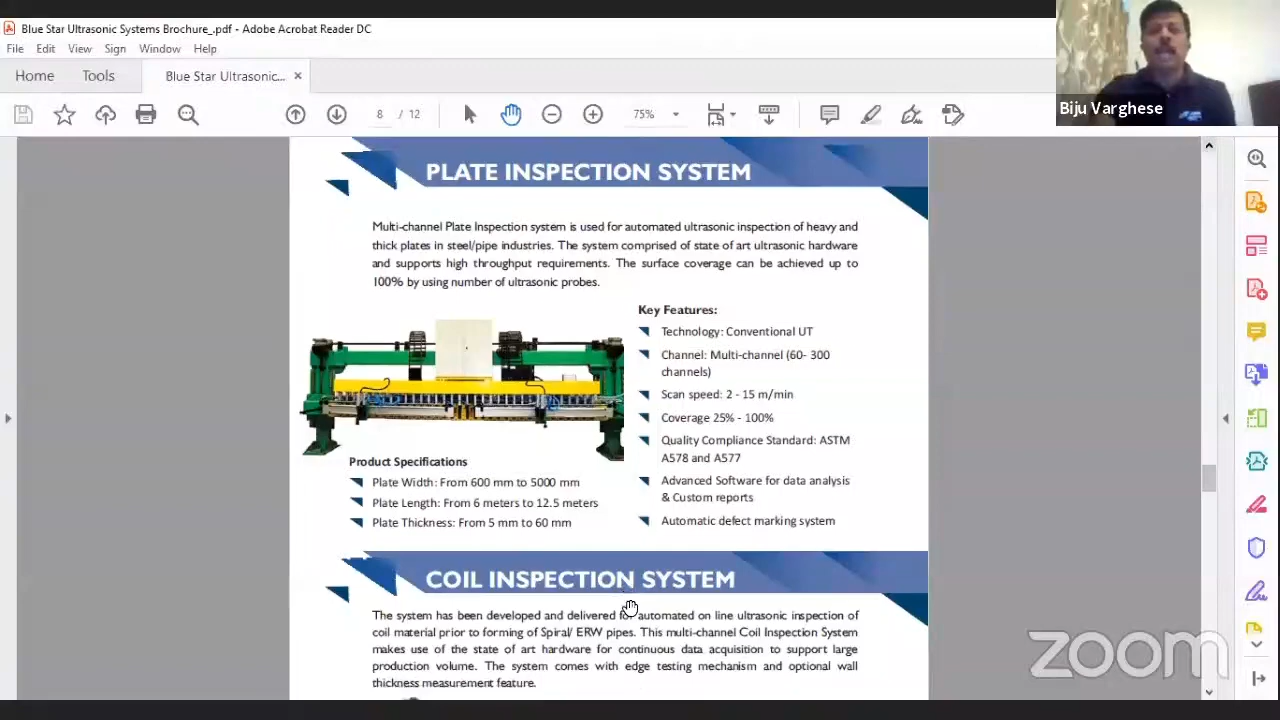 Blue Star Ultrasonic Systems Brochure_.pdf - Adobe Acrobat Reader DC
File Edit View Sign Window Help
Home Tools Blue Star Ultrasonic... ×
8 / 12 75%
Biju Varghese
PLATE INSPECTION SYSTEM
Multi-channel Plate Inspection system is used for automated ultrasonic inspection of heavy and
thick plates in steel/pipe industries. The system comprised of state of art ultrasonic hardware
and supports high throughput requirements. The surface coverage can be achieved up to
100% by using number of ultrasonic probes.
Key Features:
Technology: Conventional UT
Channel: Multi-channel (60- 300
channels)
Scan speed: 2 - 15 m/min
Coverage 25% - 100%
Quality Compliance Standard: ASTM
A578 and A577
Advanced Software for data analysis
& Custom reports
Automatic defect marking system
Product Specifications
Plate Width: From 600 mm to 5000 mm
Plate Length: From 6 meters to 12.5 meters
Plate Thickness: From 5 mm to 60 mm
COIL INSPECTION SYSTEM
The system has been developed and delivered for automated on line ultrasonic inspection of
coil material prior to forming of Spiral/ ERW pipes. This multi-channel Coil Inspection System
makes use of the state of art hardware for continuous data acquisition to support large
production volume. The system comes with edge testing mechanism and optional wall
thickness measurement feature.
zoom